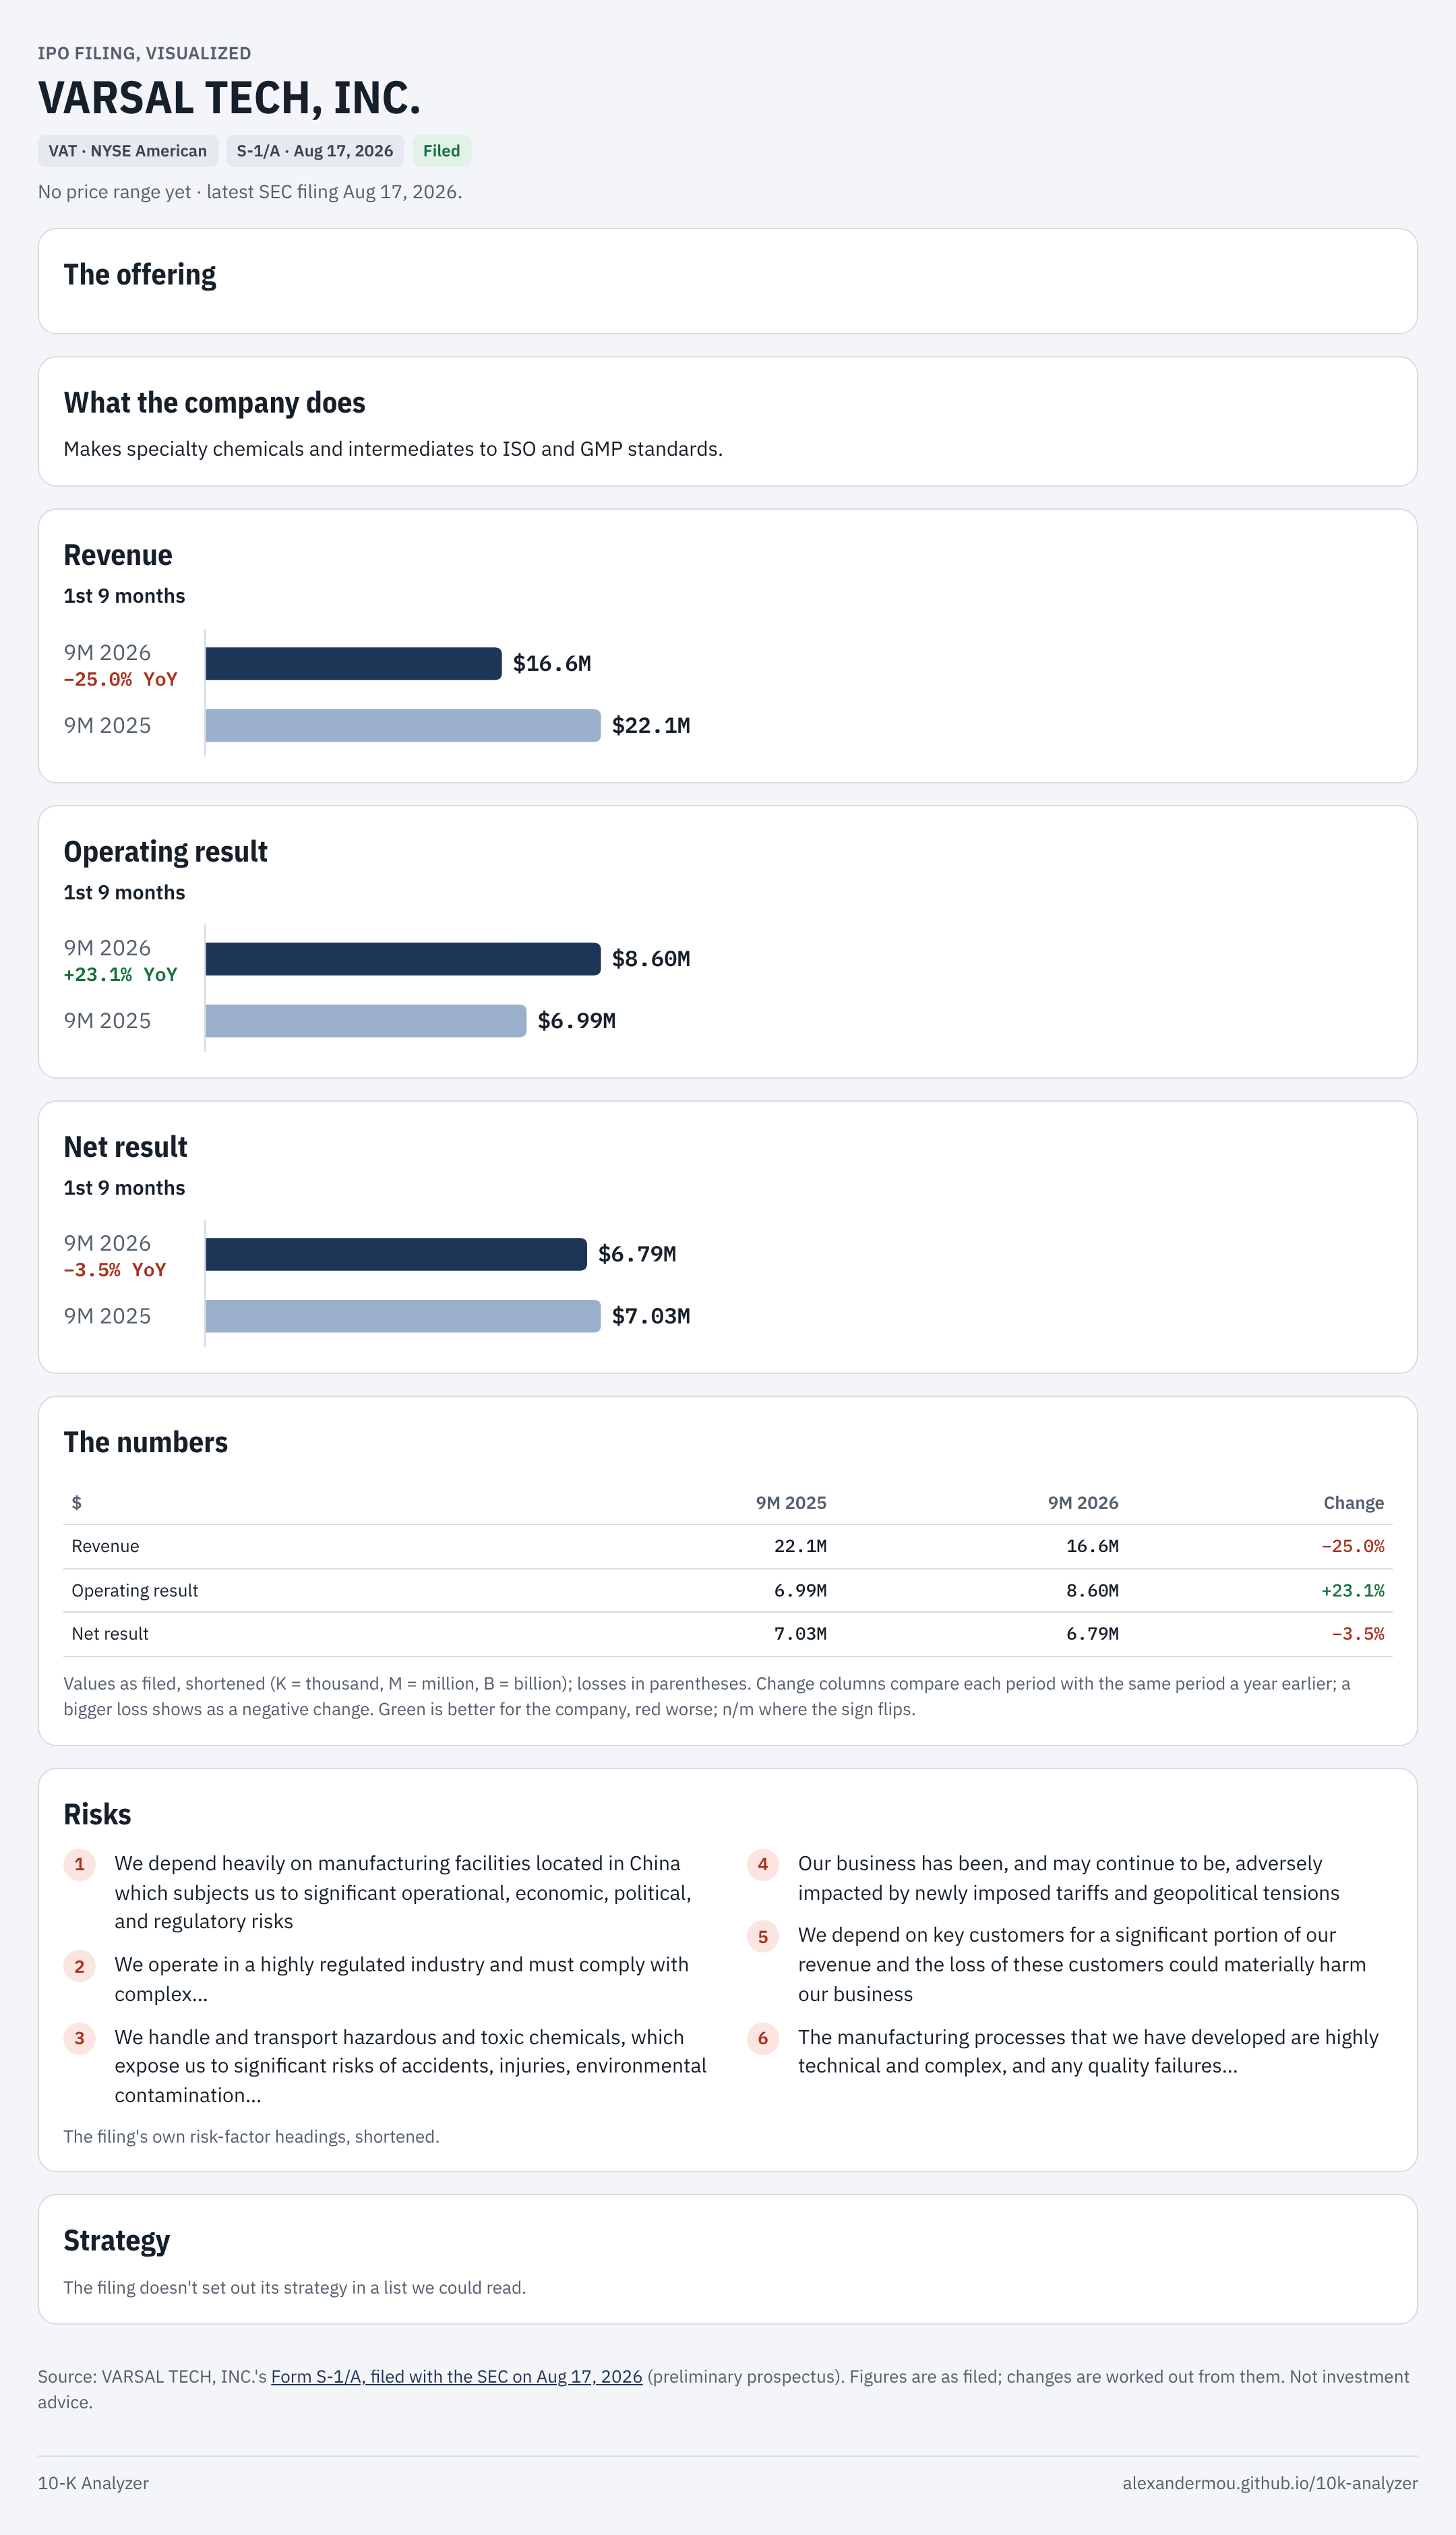 IPO FILING, VISUALIZED
VARSAL TECH, INC.
VAT · NYSE American
S-1/A · Aug 17, 2026
Filed
No price range yet · latest SEC filing Aug 17, 2026.
The offering
What the company does
Makes specialty chemicals and intermediates to ISO and GMP standards.
Revenue
1st 9 months
9M 2026
$16.6M
−25.0% YoY
9M 2025
$22.1M
Operating result
1st 9 months
9M 2026
$8.60M
+23.1% YoY
9M 2025
$6.99M
Net result
1st 9 months
9M 2026
$6.79M
−3.5% YoY
9M 2025
$7.03M
The numbers
$ 9M 2025 9M 2026 Change
Revenue 22.1M 16.6M −25.0%
Operating result 6.99M 8.60M +23.1%
Net result 7.03M 6.79M −3.5%
Values as filed, shortened (K = thousand, M = million, B = billion); losses in parentheses. Change columns compare each period with the same period a year earlier; a
bigger loss shows as a negative change. Green is better for the company, red worse; n/m where the sign flips.
Risks
1 We depend heavily on manufacturing facilities located in China
which subjects us to significant operational, economic, political,
and regulatory risks
2 We operate in a highly regulated industry and must comply with
complex…
3 We handle and transport hazardous and toxic chemicals, which
expose us to significant risks of accidents, injuries, environmental
contamination…
4 Our business has been, and may continue to be, adversely
impacted by newly imposed tariffs and geopolitical tensions
5 We depend on key customers for a significant portion of our
revenue and the loss of these customers could materially harm
our business
6 The manufacturing processes that we have developed are highly
technical and complex, and any quality failures…
The filing's own risk-factor headings, shortened.
Strategy
The filing doesn't set out its strategy in a list we could read.
Source: VARSAL TECH, INC.'s Form S-1/A, filed with the SEC on Aug 17, 2026 (preliminary prospectus). Figures are as filed; changes are worked out from them. Not investment
advice.
10-K Analyzer
alexandermou.github.io/10k-analyzer